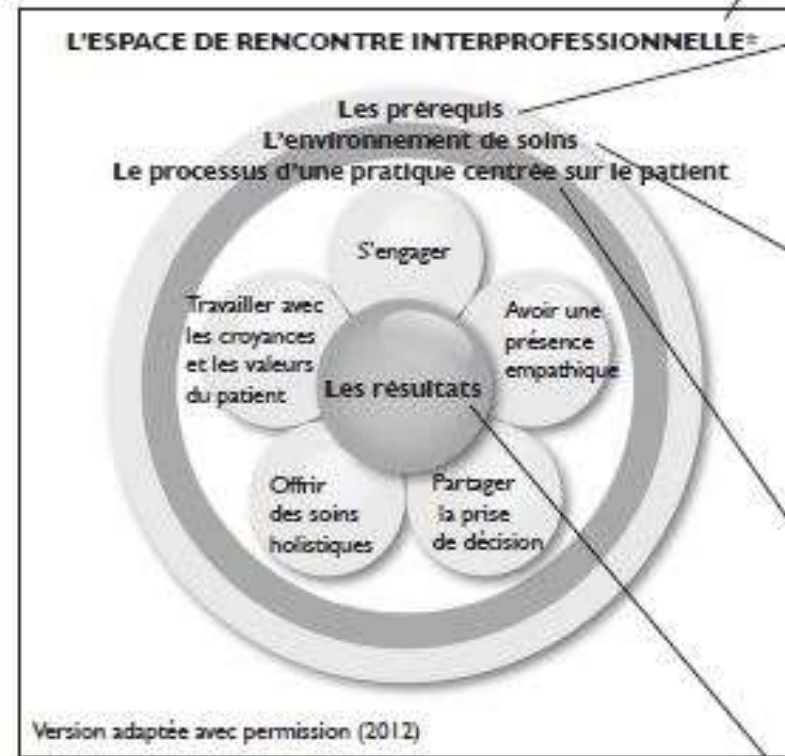 L'ESPACE DE RENCONTRE INTERPROFESSIONNELLE*
Les prérequis
L'environnement de soins
Le processus d'une pratique centrée sur le patient
S'engager
Travailler avec
les croyances
et les valeurs
du patient
Avoir une
présence
empathique
Les résultats
Offrir
des soins
holistiques
Partager
la prise
de décision
Version adaptée avec permission (2012)